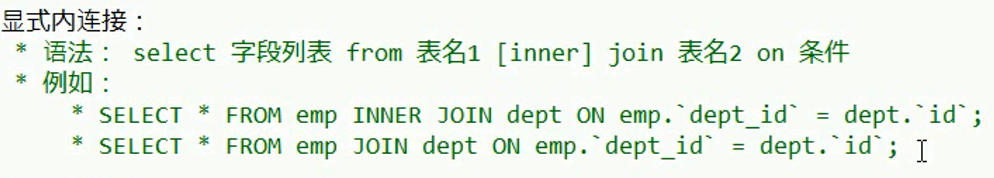 显式内连接：
* 语法： select 字段列表 from 表名1 [inner] join 表名2 on 条件
* 例如：
* SELECT * FROM emp INNER JOIN dept ON emp.`dept_id` = dept.`id`;
* SELECT * FROM emp JOIN dept ON emp.`dept_id` = dept.`id`;